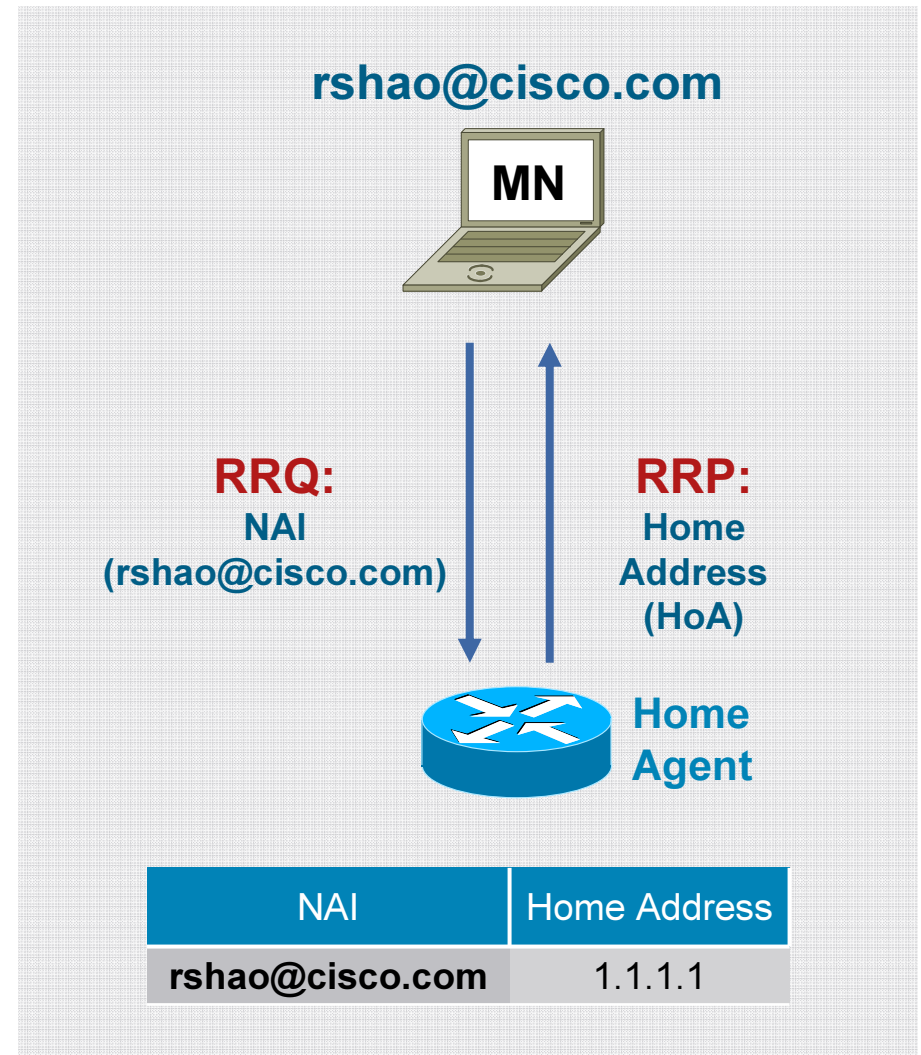 rshao@cisco.com
MN
RRQ:
NAI
(rshao@cisco.com)
RRP:
Home
Address
(HoA)
Home
Agent
NAI
Home Address
rshao@cisco.com
1.1.1.1